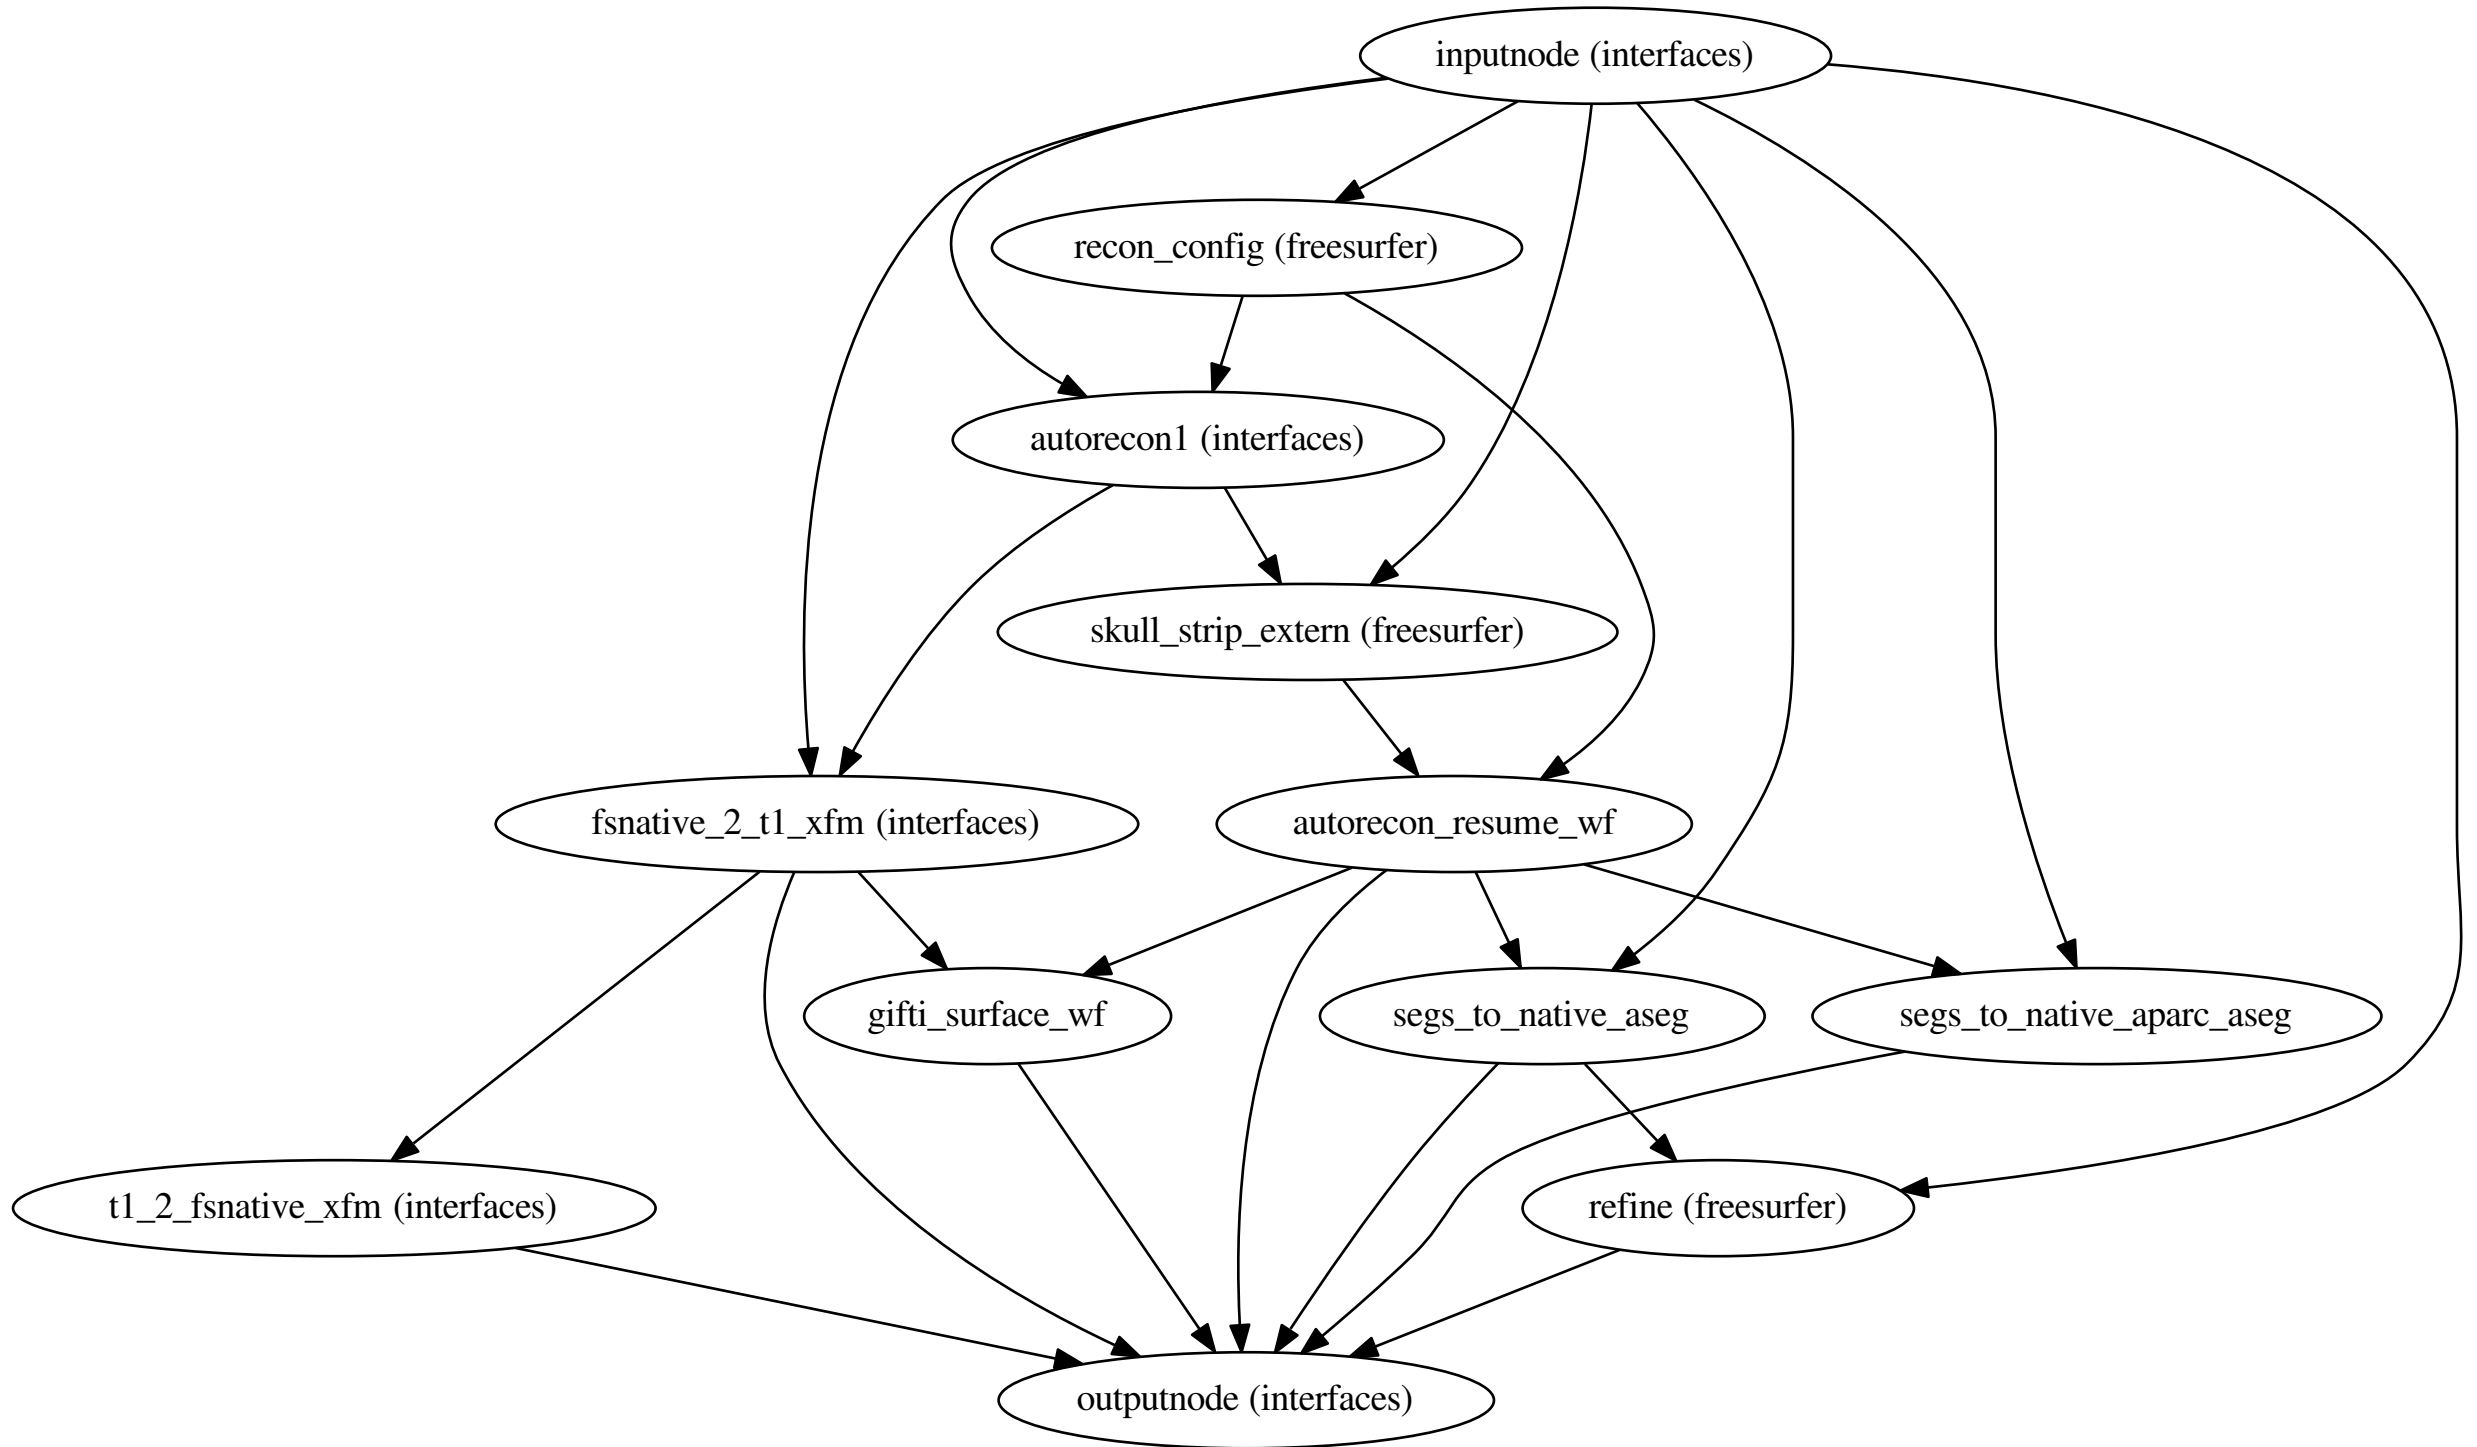 inputnode (interfaces)
recon_config (freesurfer)
autorecon1 (interfaces)
skull_strip_extern (freesurfer)
fsnative_2_t1_xfm (interfaces)
autorecon_resume_wf
gifti_surface_wf
segs_to_native_aseg
segs_to_native_aparc_aseg
t1_2_fsnative_xfm (interfaces)
refine (freesurfer)
outputnode (interfaces)